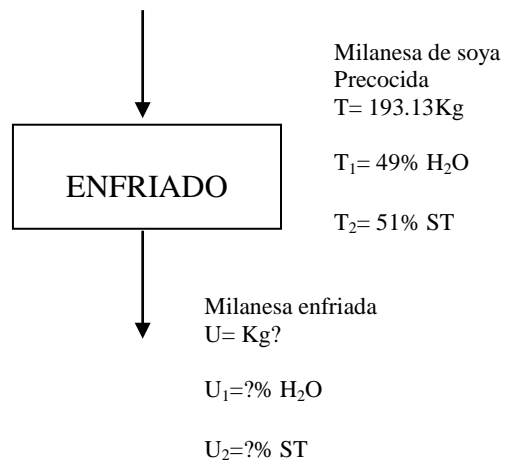 Milanesa de soya
Precocida
T= 193.13Kg
T₁= 49% H₂O
T₂= 51% ST
ENFRIADO
Milanesa enfriada
U= Kg?
U₁=?% H₂O
U₂=?% ST